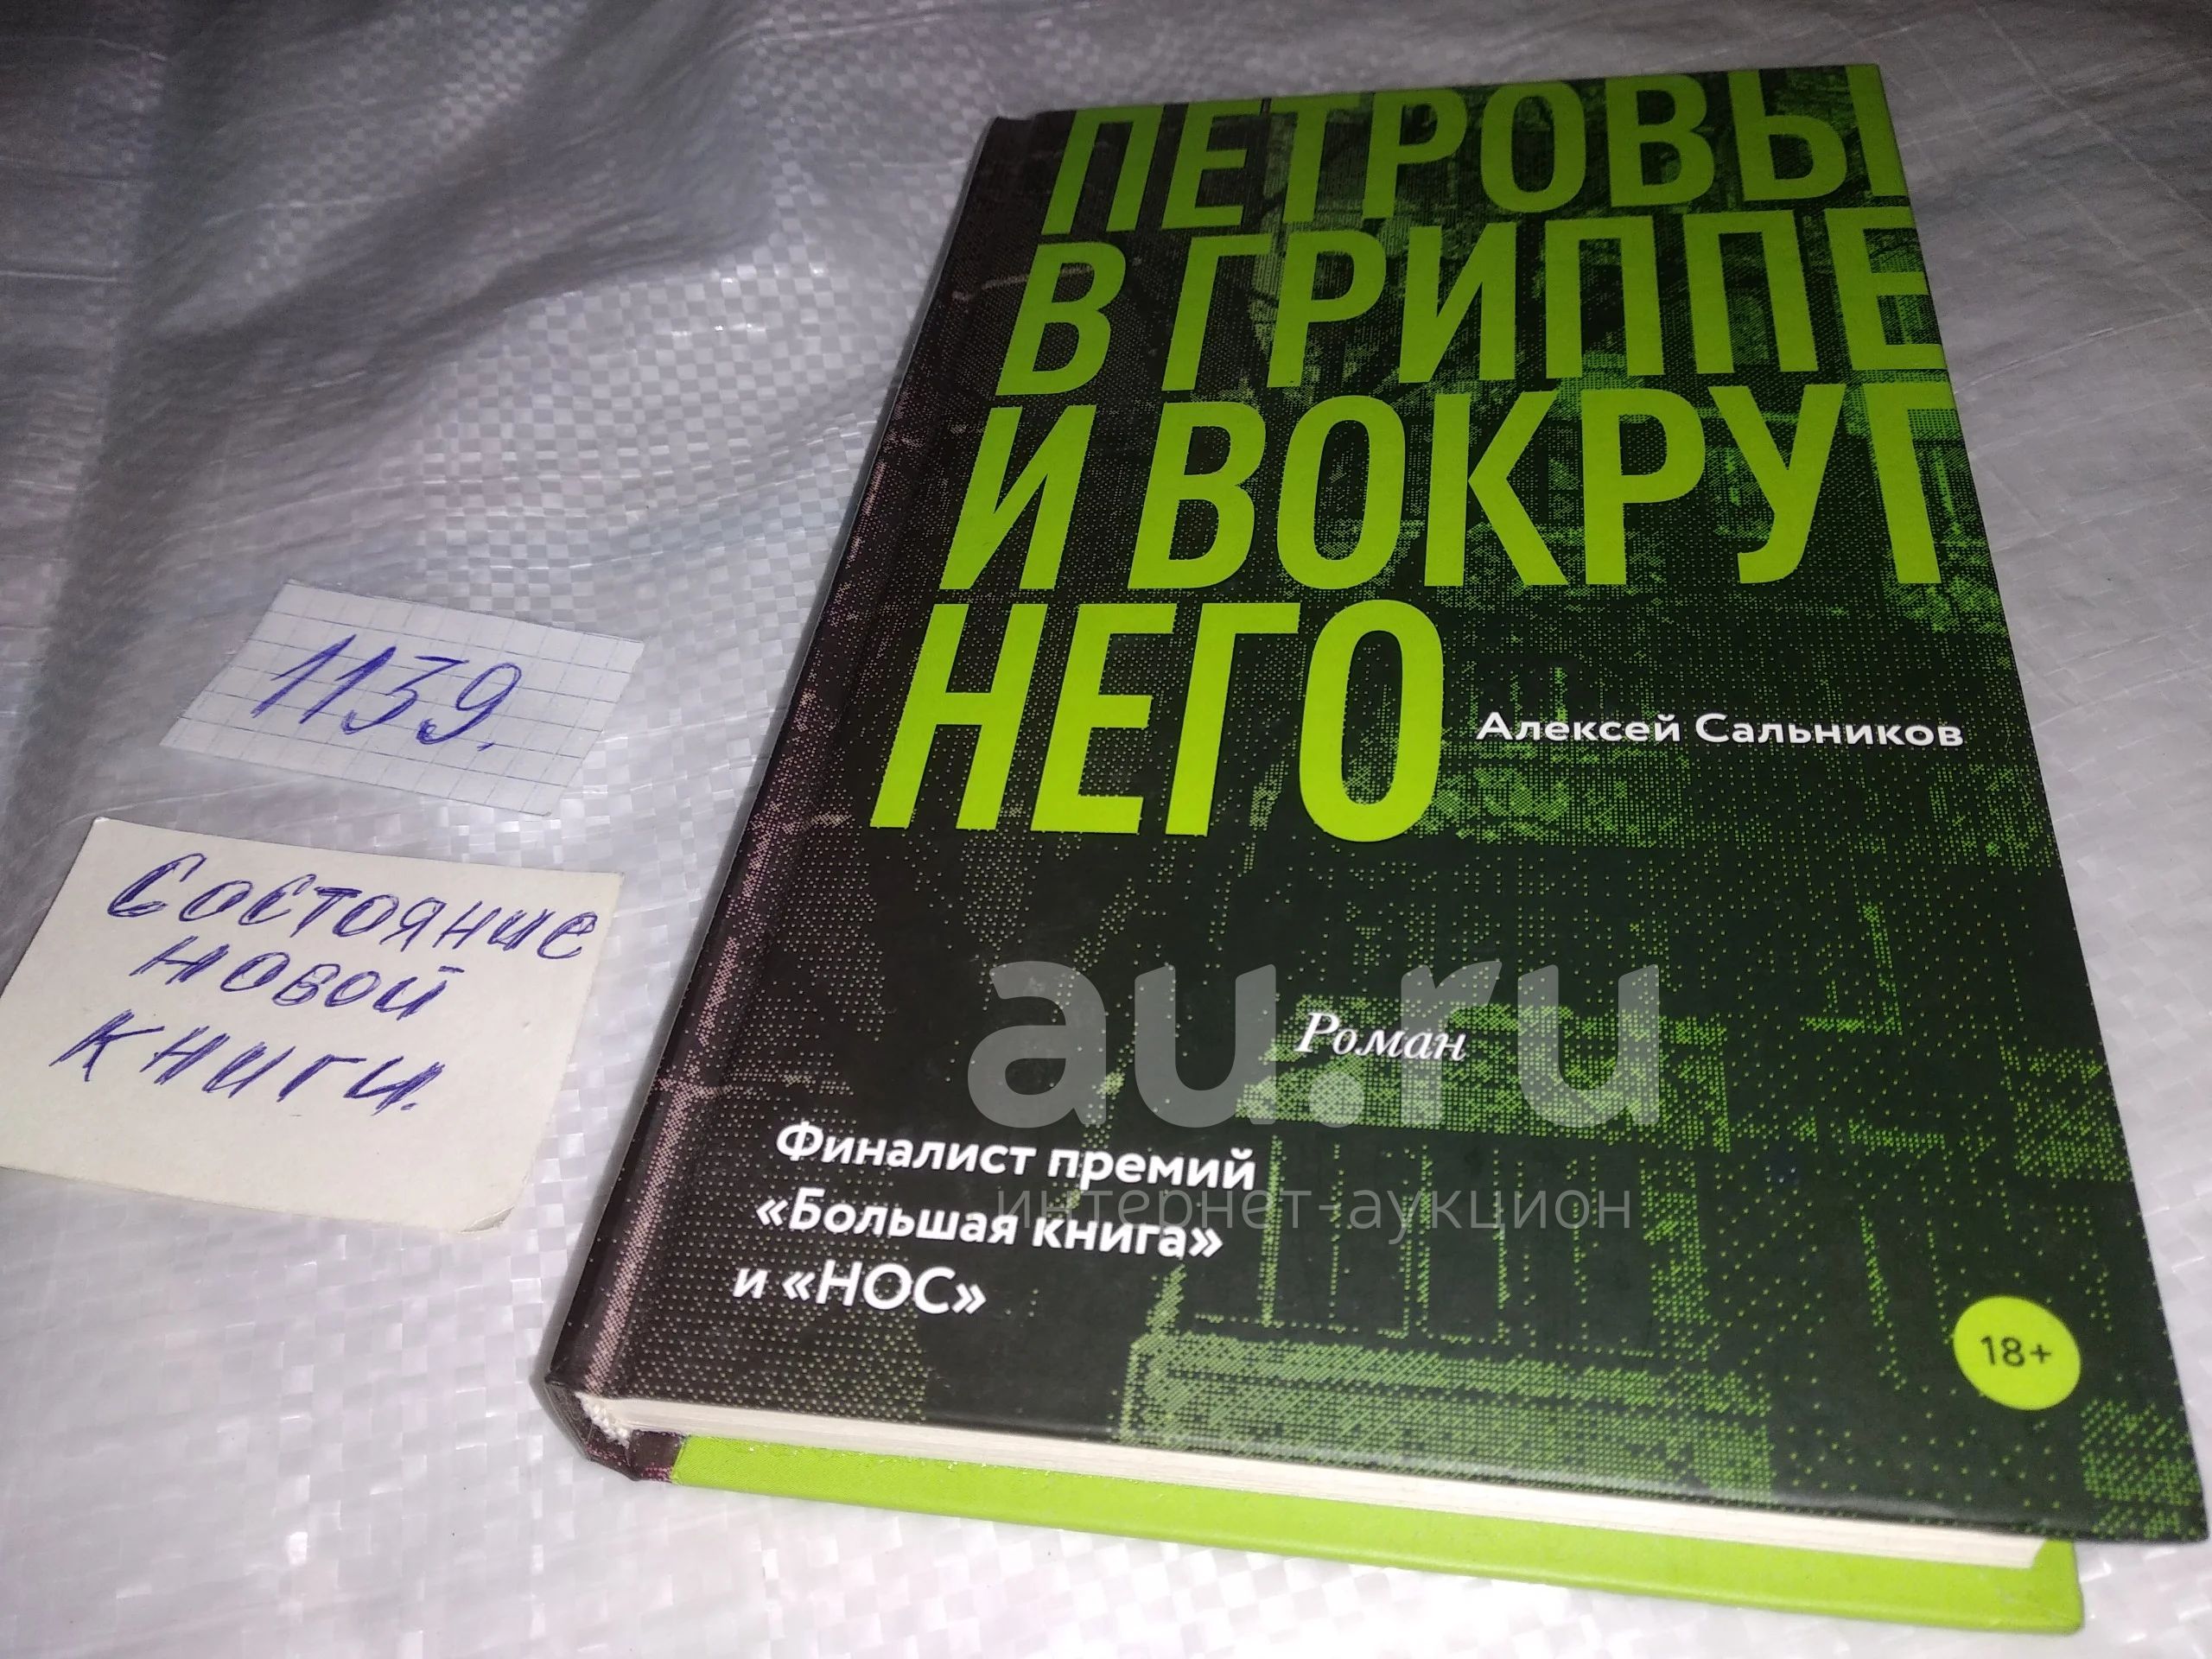 ПЕТРОВЫ
В ГРИППЕ
И ВОКРУГ
НЕГО
Алексей Сальников
1139.
Состояние
новой
книги.
au.ru
Роман
интернет-аукцион
Финалист премий
«Большая книга»
и «НОС»
18+